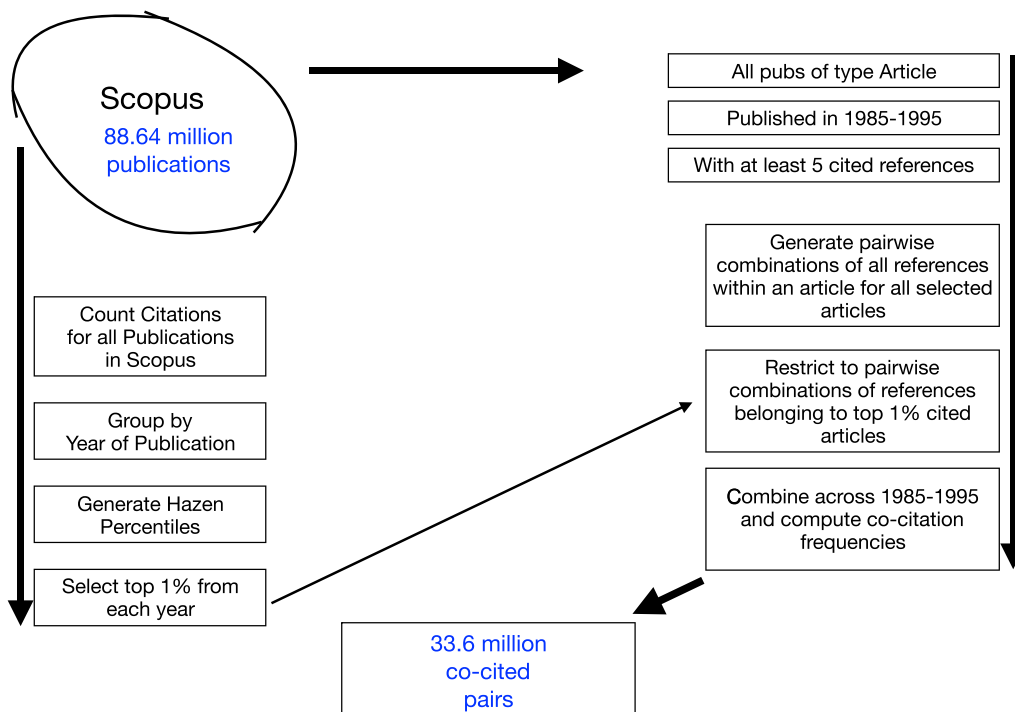 Scopus
88.64 million
publications
Count Citations
for all Publications
in Scopus
Group by
Year of Publication
Generate Hazen
Percentiles
Select top 1% from
each year
All pubs of type Article
Published in 1985-1995
With at least 5 cited references
Generate pairwise
combinations of all references
within an article for all selected
articles
Restrict to pairwise
combinations of references
belonging to top 1% cited
articles
Combine across 1985-1995
and compute co-citation
frequencies
33.6 million
co-cited
pairs